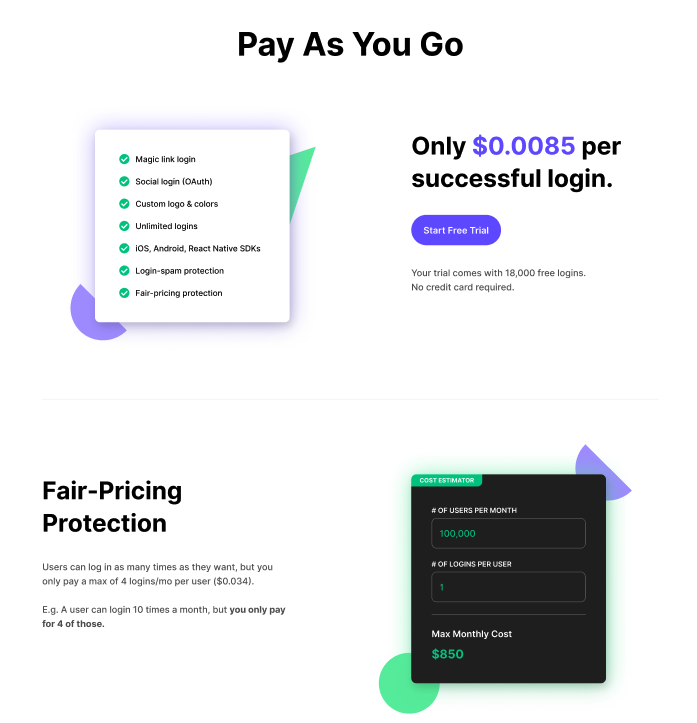 Pay As You Go
Magic link login
Social login (OAuth)
Custom logo & colors
Unlimited logins
iOS, Android, React Native SDKs
Login-spam protection
Fair-pricing protection
Only $0.0085 per
successful login.
Start Free Trial
Your trial comes with 18,000 free logins.
No credit card required.
Fair-Pricing
Protection
Users can log in as many times as they want, but you
only pay a max of 4 logins/mo per user ($0.034).
E.g. A user can login 10 times a month, but you only pay
for 4 of those.
COST ESTIMATOR
# OF USERS PER MONTH
100,000
# OF LOGINS PER USER
1
Max Monthly Cost
$850